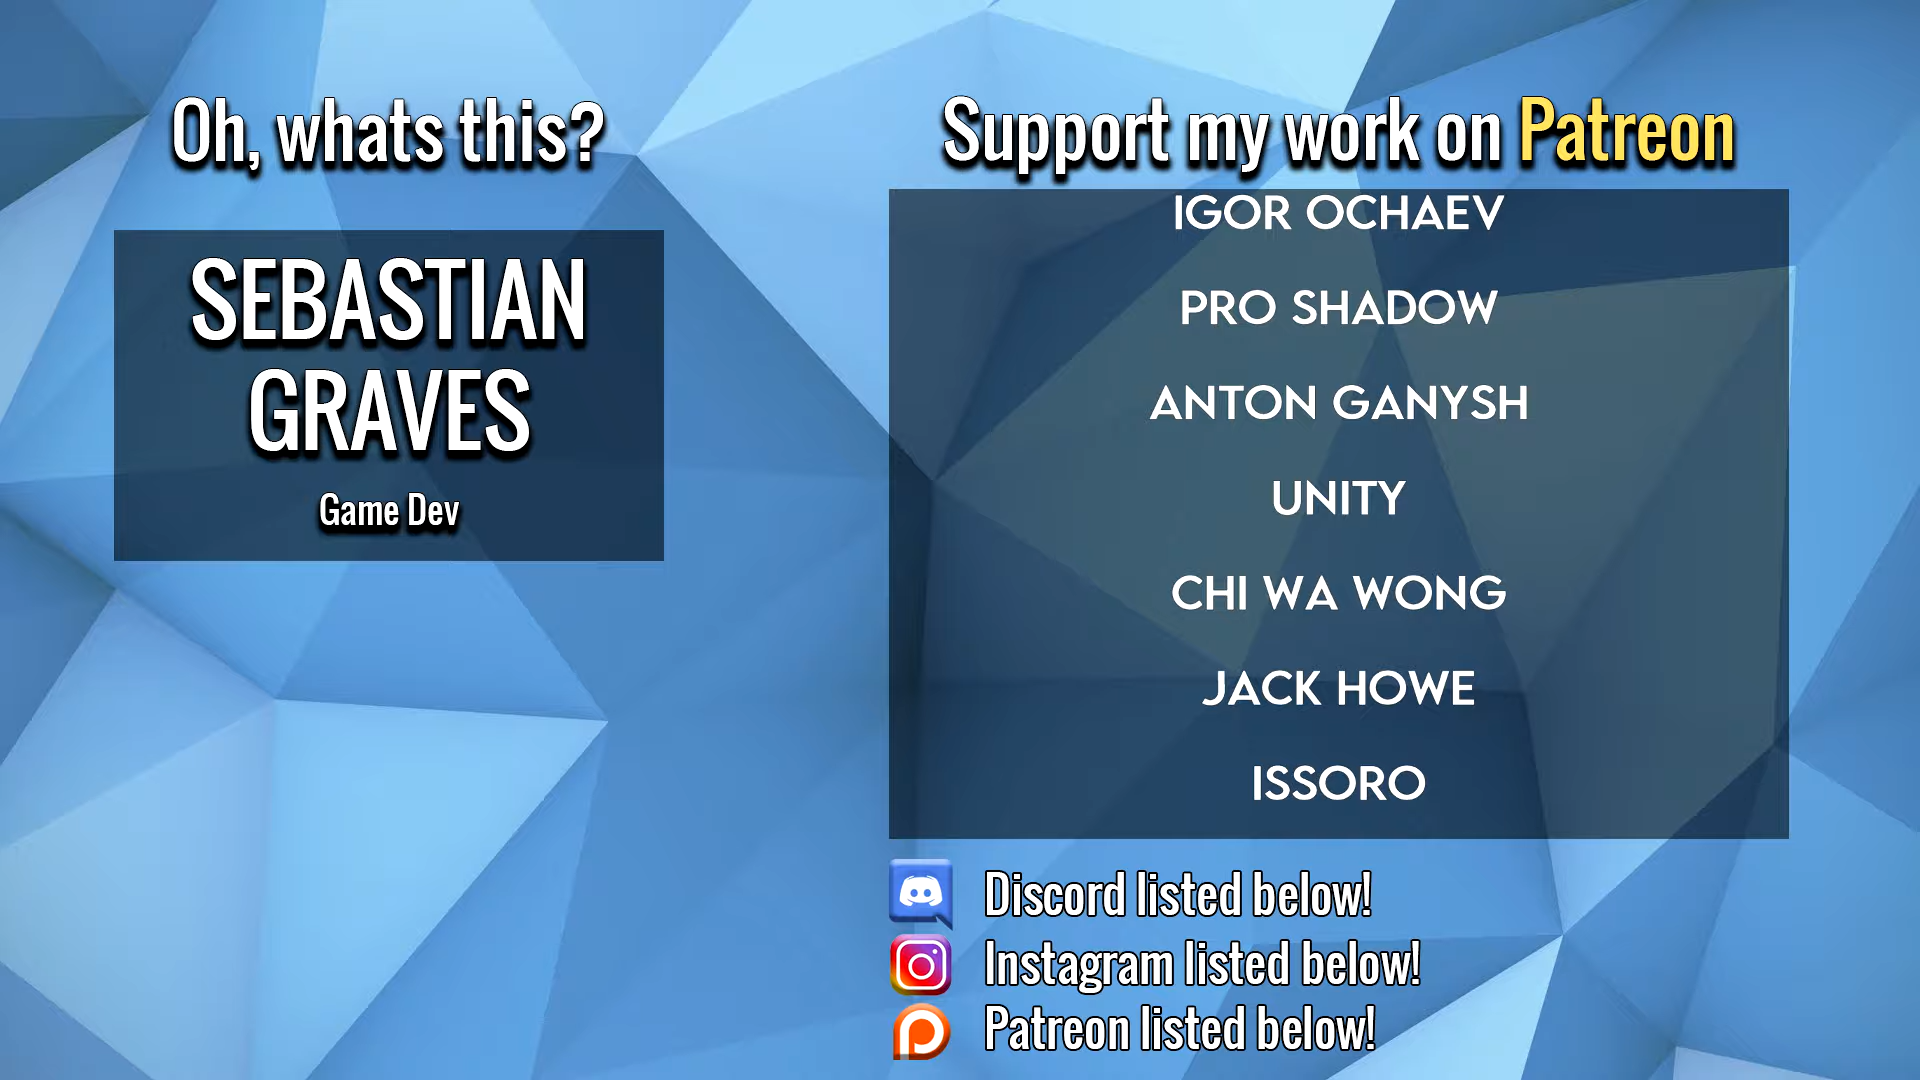 Oh, whats this?
SEBASTIAN
GRAVES
Game Dev
Support my work on Patreon
IGOR OCHAEV
PRO SHADOW
ANTON GANYSH
UNITY
CHI WA WONG
JACK HOWE
ISSORO
Discord listed below!
Instagram listed below!
Patreon listed below!